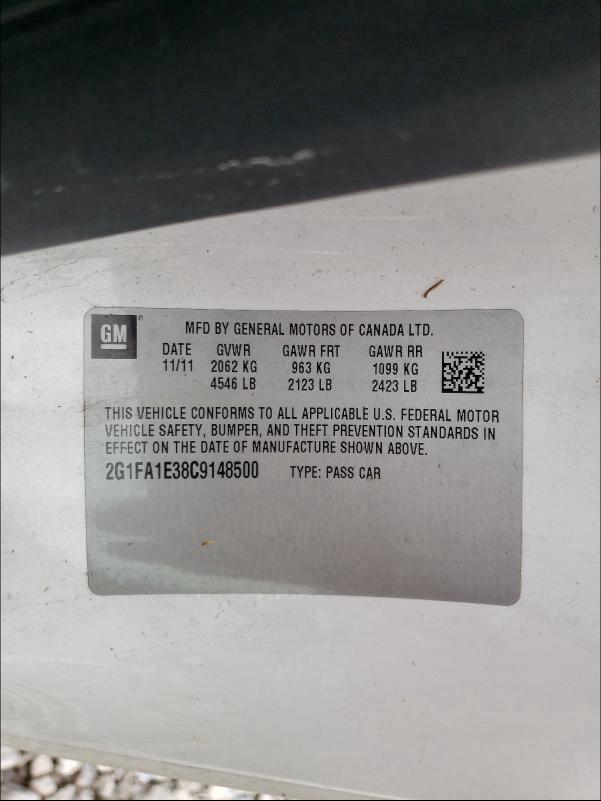 GM ®
MFD BY GENERAL MOTORS OF CANADA LTD.
DATE GVWR GAWR FRT GAWR RR
11/11 2062 KG 963 KG 1099 KG
4546 LB 2123 LB 2423 LB
THIS VEHICLE CONFORMS TO ALL APPLICABLE U.S. FEDERAL MOTOR
VEHICLE SAFETY, BUMPER, AND THEFT PREVENTION STANDARDS IN
EFFECT ON THE DATE OF MANUFACTURE SHOWN ABOVE.
2G1FA1E38C9148500 TYPE: PASS CAR